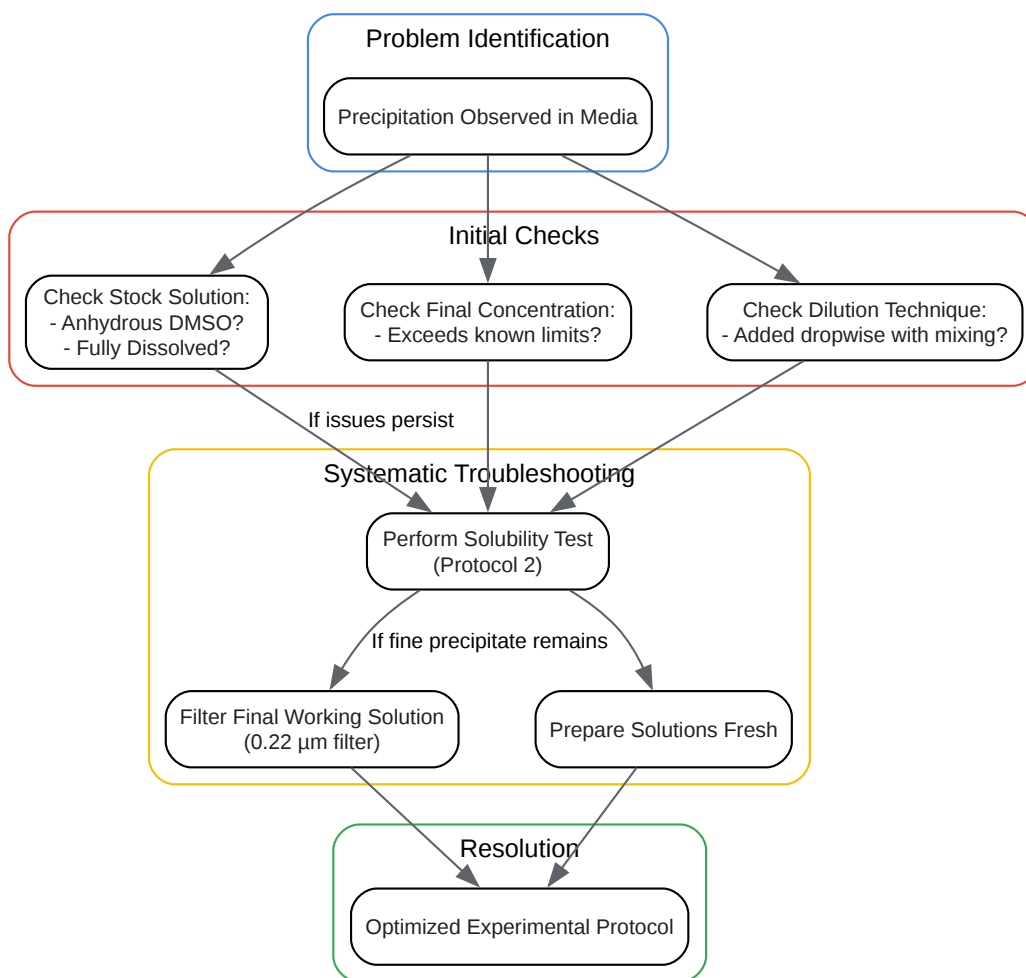 Problem Identification
Precipitation Observed in Media
Initial Checks
Check Stock Solution:
- Anhydrous DMSO?
- Fully Dissolved?
Check Final Concentration:
- Exceeds known limits?
Check Dilution Technique:
- Added dropwise with mixing?
If issues persist
Systematic Troubleshooting
Perform Solubility Test
(Protocol 2)
If fine precipitate remains
Filter Final Working Solution
(0.22 µm filter)
Prepare Solutions Fresh
Resolution
Optimized Experimental Protocol